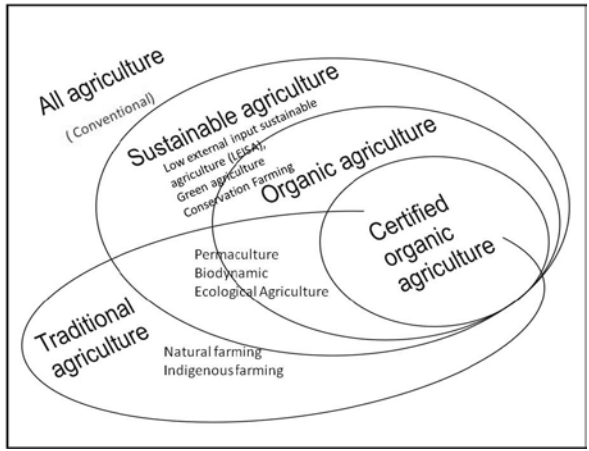 All agriculture
( Conventional)
Sustainable agriculture
Low external input sustainable
agriculture (LEISA),
Green agriculture
Conservation Farming
Organic agriculture
Certified
organic
agriculture
Permaculture
Biodynamic
Ecological Agriculture
Traditional
agriculture
Natural farming
Indigenous farming